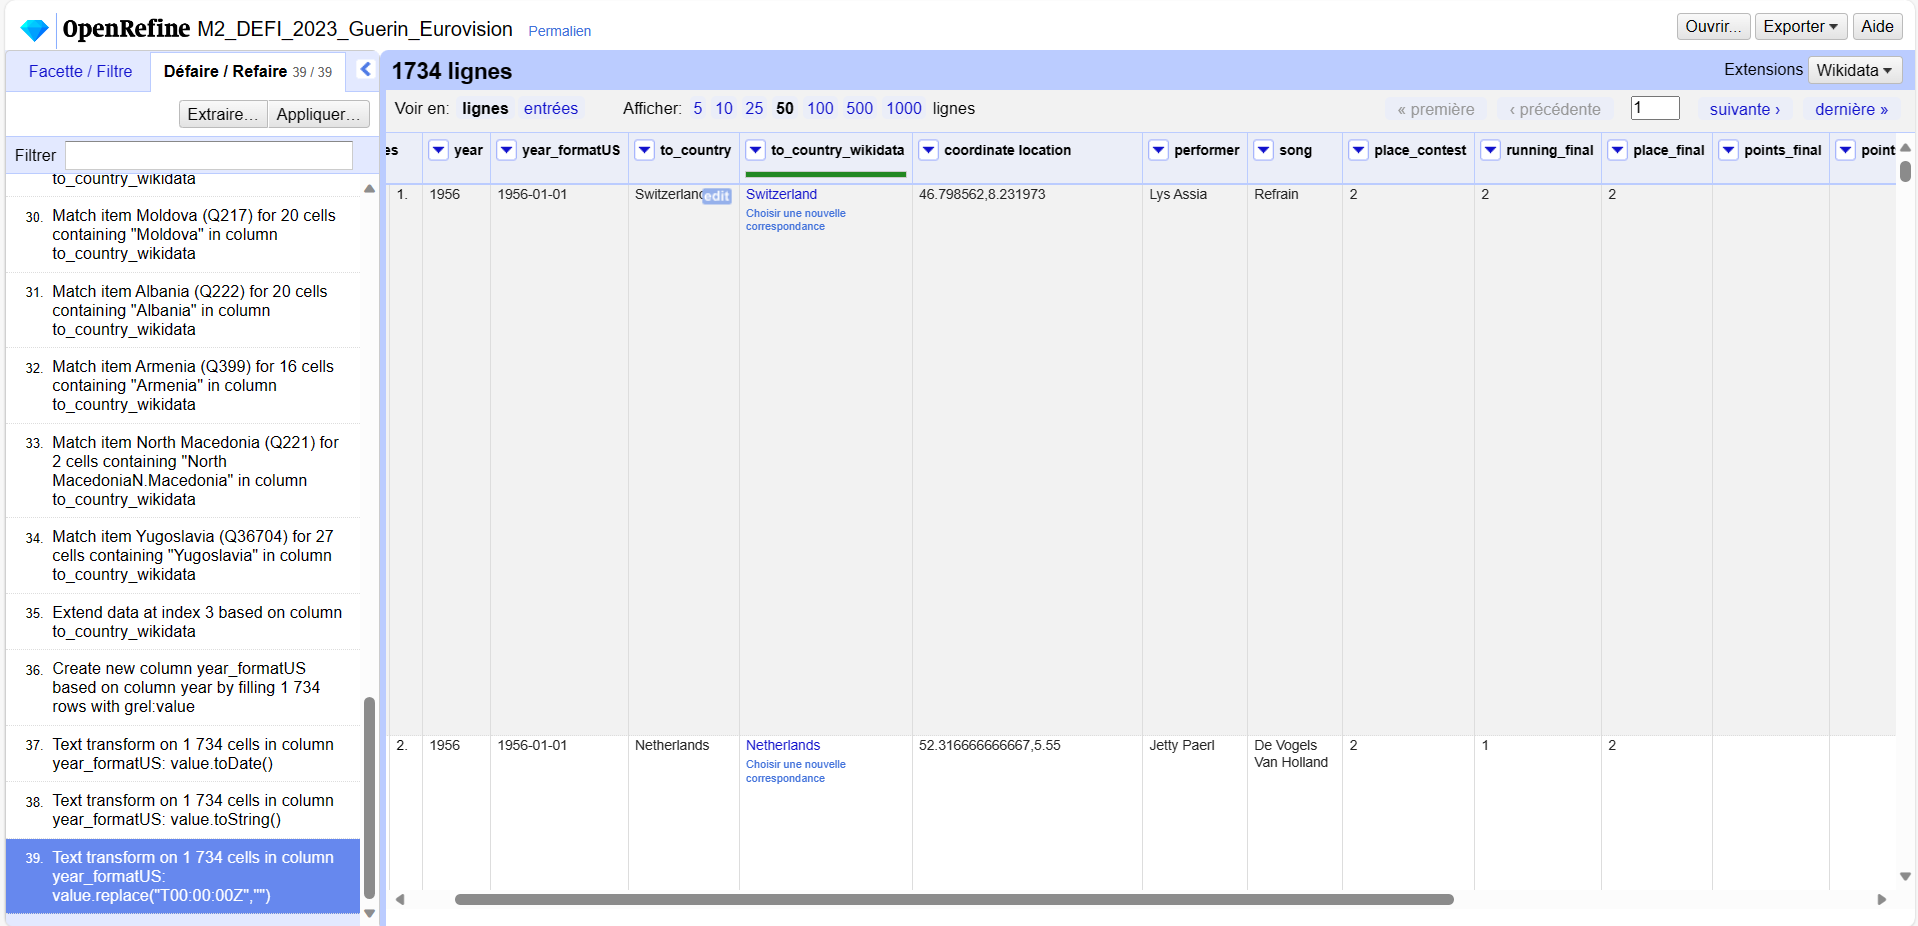 OpenRefine M2_DEFI_2023_Guerin_Eurovision Permalien
Ouvrir... Exporter Aide
Facette / Filtre Défaire / Refaire 39 / 39
Extraire... Appliquer...
Filtrer
to_country_wikidata
30. Match item Moldova (Q217) for 20 cells
containing "Moldova" in column
to_country_wikidata
31. Match item Albania (Q222) for 20 cells
containing "Albania" in column
to_country_wikidata
32. Match item Armenia (Q399) for 16 cells
containing "Armenia" in column
to_country_wikidata
33. Match item North Macedonia (Q221) for
2 cells containing "North
MacedoniaN.Macedonia" in column
to_country_wikidata
34. Match item Yugoslavia (Q36704) for 27
cells containing "Yugoslavia" in column
to_country_wikidata
35. Extend data at index 3 based on column
to_country_wikidata
36. Create new column year_formatUS
based on column year by filling 1 734
rows with grel:value
37. Text transform on 1 734 cells in column
year_formatUS: value.toDate()
38. Text transform on 1 734 cells in column
year_formatUS: value.toString()
39. Text transform on 1 734 cells in column
year_formatUS:
value.replace("T00:00:00Z","")
1734 lignes
Extensions Wikidata
Voir en: lignes entrées Afficher: 5 10 25 50 100 500 1000 lignes
« première ‹ précédente 1 suivante › dernière »
es year year_formatUS to_country to_country_wikidata coordinate location performer song place_contest running_final place_final points_final point
1. 1956 1956-01-01 Switzerland edit Switzerland 46.798562,8.231973 Lys Assia Refrain 2 2 2
Choisir une nouvelle
correspondance
2. 1956 1956-01-01 Netherlands Netherlands 52.316666666667,5.55 Jetty Paerl De Vogels 2 1 2
Van Holland
Choisir une nouvelle
correspondance